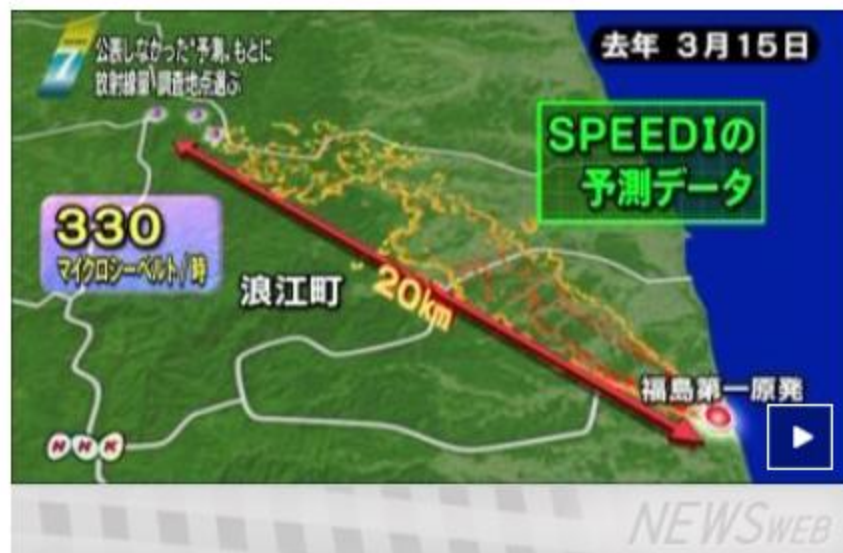 NEWS
7
公表しなかった"予測"もとに
放射線量 調査地点選ぶ
去年 3月15日
SPEEDIの
予測データ
330
マイクロシーベルト/時
浪江町
20km
福島第一原発
NHK
NEWSWEB